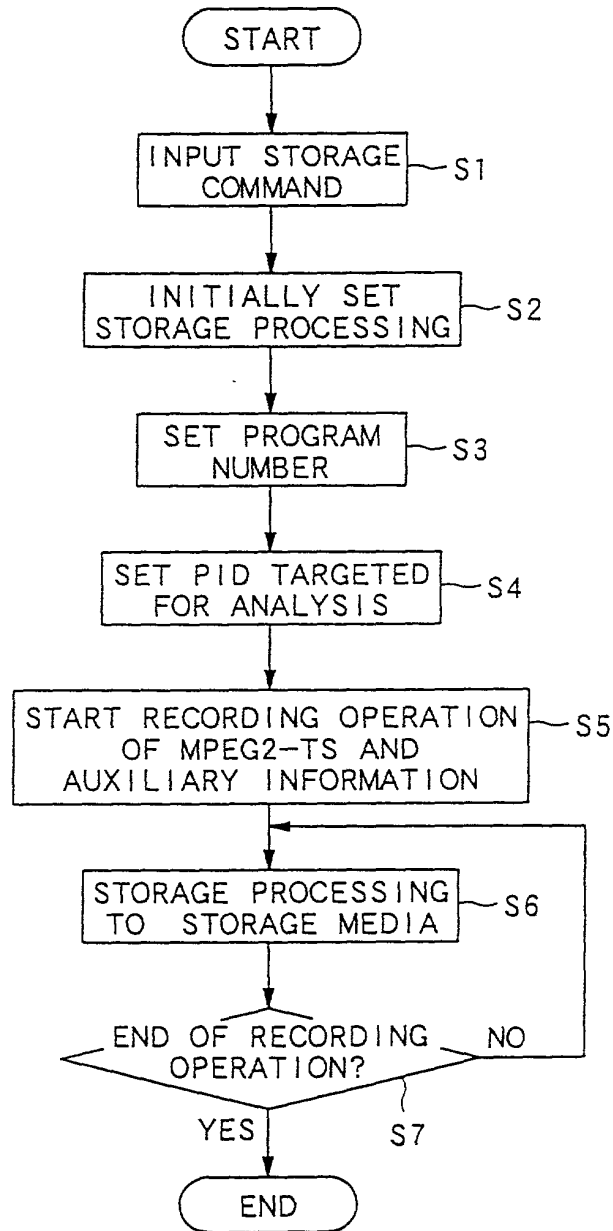 START
INPUT STORAGE
COMMAND
S1
INITIALLY SET
STORAGE PROCESSING
S2
SET PROGRAM
NUMBER
S3
SET PID TARGETED
FOR ANALYSIS
S4
START RECORDING OPERATION
OF MPEG2-TS AND
AUXILIARY INFORMATION
S5
STORAGE PROCESSING
TO STORAGE MEDIA
S6
END OF RECORDING
OPERATION?
NO
S7
YES
END